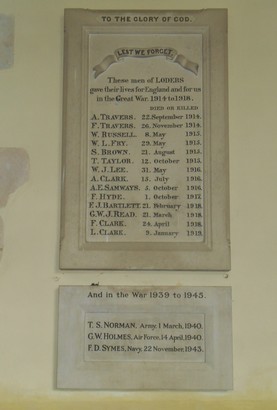 TO THE GLORY OF GOD.
LEST WE FORGET
These men of LODERS
gave their lives for England and for us
in the Great War. 1914 to 1918.
DIED OR KILLED
A. TRAVERS. 22. September 1914.
F. TRAVERS. 26. November 1914.
W. RUSSELL. 8. May 1915.
W. L. FRY. 29. May 1915.
S. BROWN. 21. August 1915.
T. TAYLOR. 12. October 1915.
W. J. LEE. 31. May 1916.
A. CLARK. 15. July 1916.
A.E. SAMWAYS. 3. October 1916.
F. HYDE. 1. October 1917.
F. J. BARTLETT. 21. February 1918.
G.W.J. READ. 21. March 1918.
F. CLARK. 24. April 1918.
L. CLARK. 9. January 1919.
And in the War 1939 to 1945.
T. S. NORMAN. Army. 1 March, 1940.
G.W. HOLMES, Air Force, 14 April, 1940.
F. D. SYMES, Navy, 22 November, 1943.